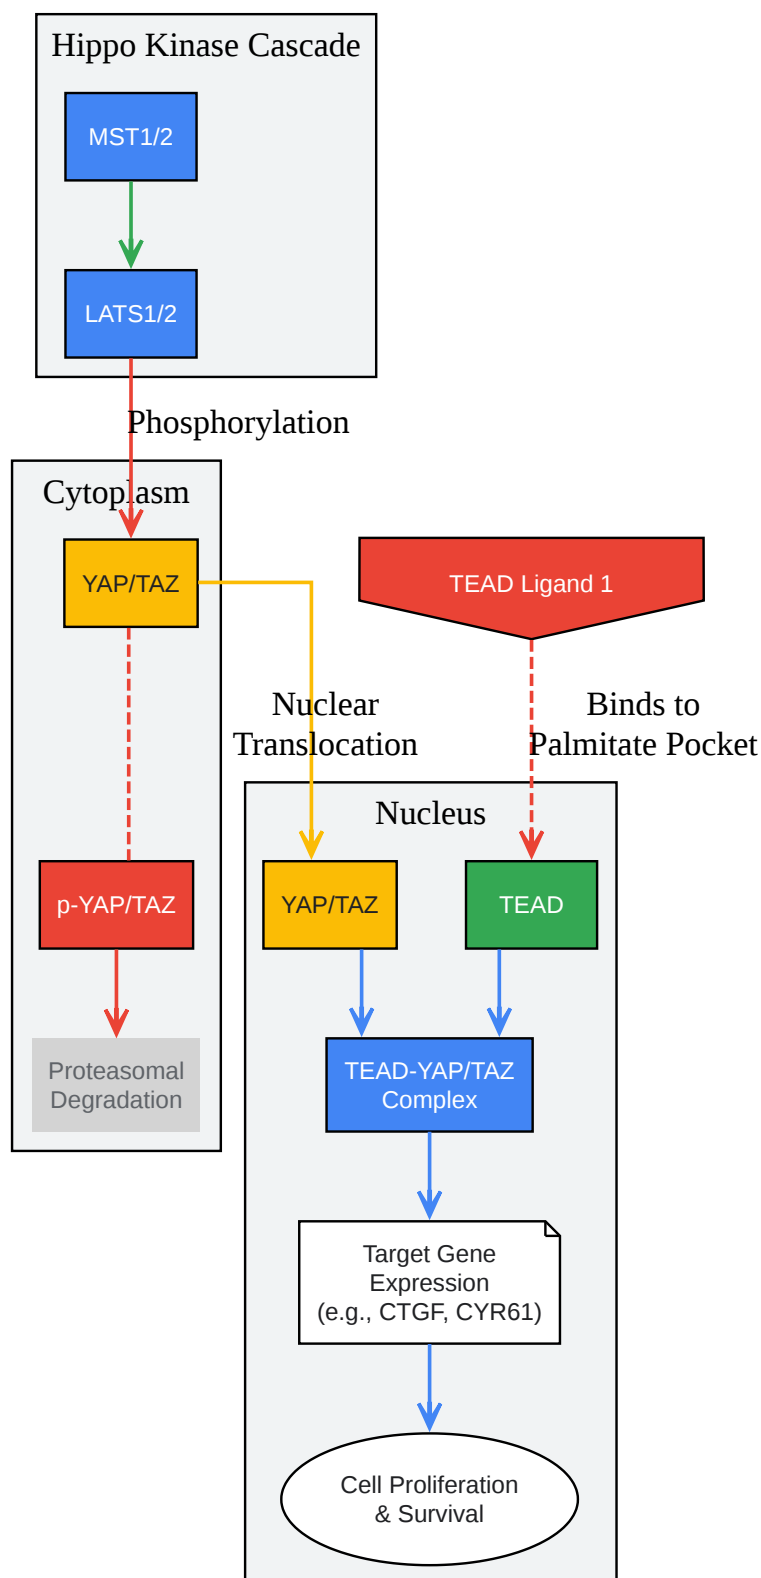 Hippo Kinase Cascade
MST1/2
LATS1/2
Phosphorylation
Cytoplasm
YAP/TAZ
TEAD Ligand 1
Nuclear
Translocation
Binds to
Palmitate Pocket
Nucleus
p-YAP/TAZ
YAP/TAZ
TEAD
Proteasomal
Degradation
TEAD-YAP/TAZ
Complex
Target Gene
Expression
(e.g., CTGF, CYR61)
Cell Proliferation
& Survival